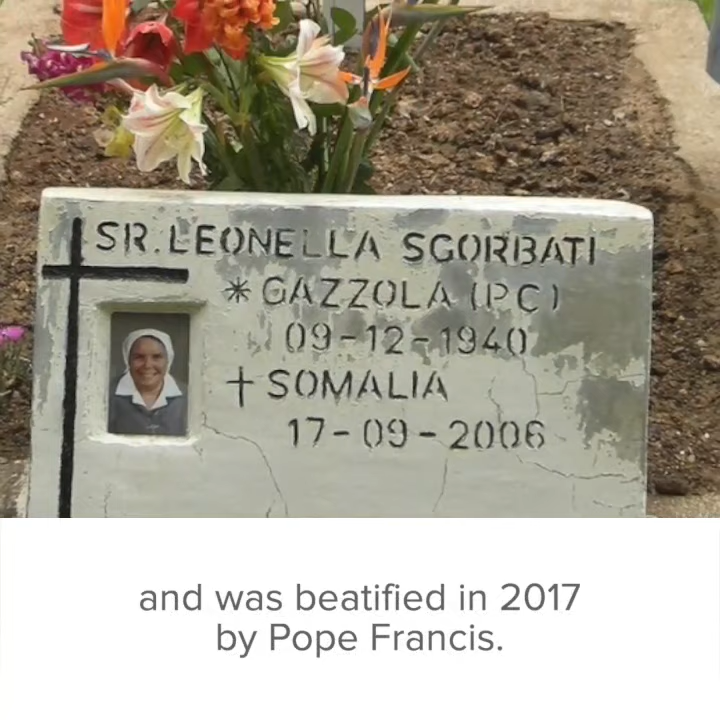 SR. LEONELLA SGORBATI
* GAZZOLA (PC)
09-12-1940
† SOMALIA
17-09-2006
and was beatified in 2017
by Pope Francis.